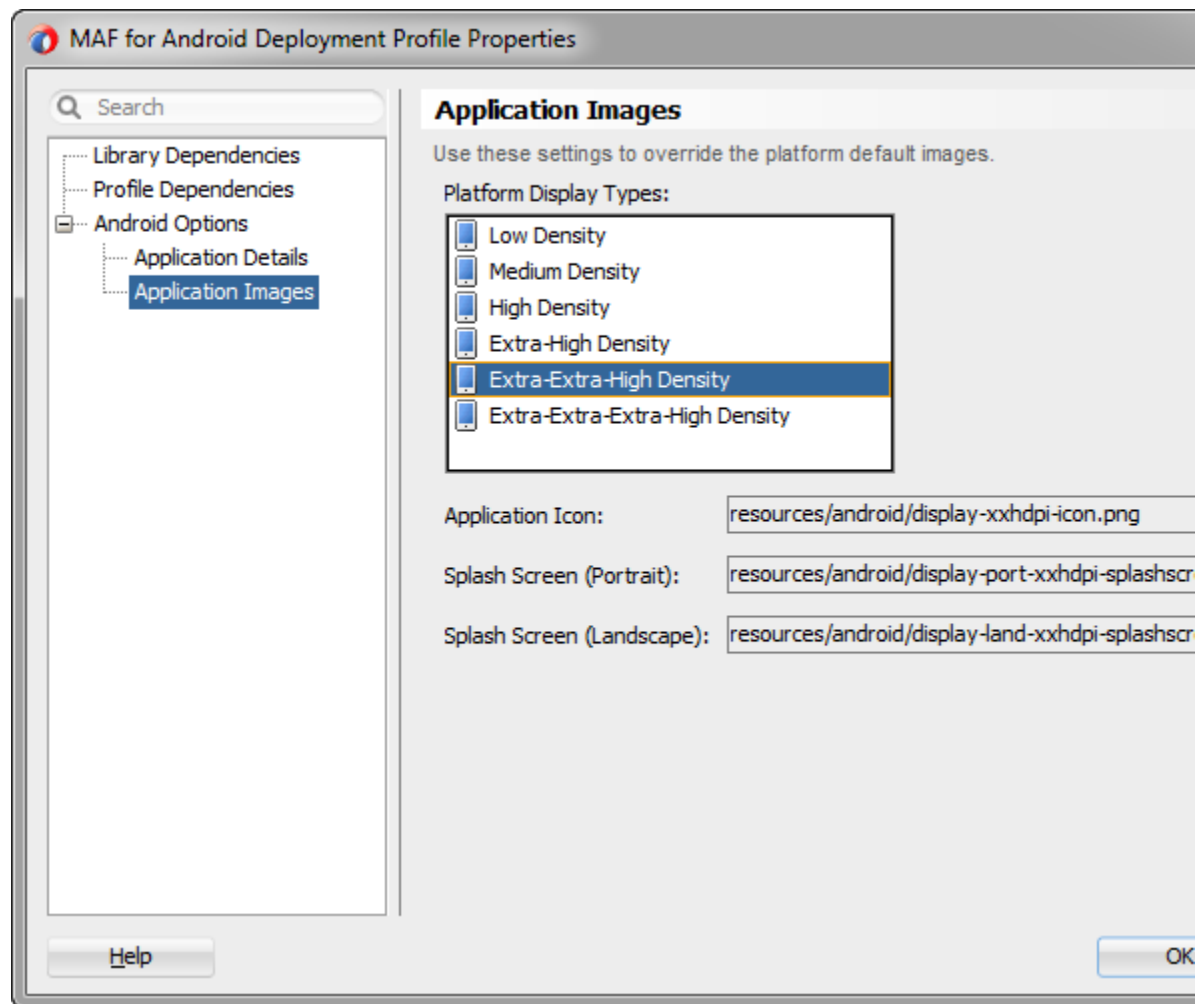 MAF for Android Deployment Profile Properties
Search
Library Dependencies
Profile Dependencies
Android Options
Application Details
Application Images
Application Images
Use these settings to override the platform default images.
Platform Display Types:
Low Density
Medium Density
High Density
Extra-High Density
Extra-Extra-High Density
Extra-Extra-Extra-High Density
Application Icon: resources/android/display-xxhdpi-icon.png
Splash Screen (Portrait): resources/android/display-port-xxhdpi-splashscr
Splash Screen (Landscape): resources/android/display-land-xxhdpi-splashscr
Help
OK